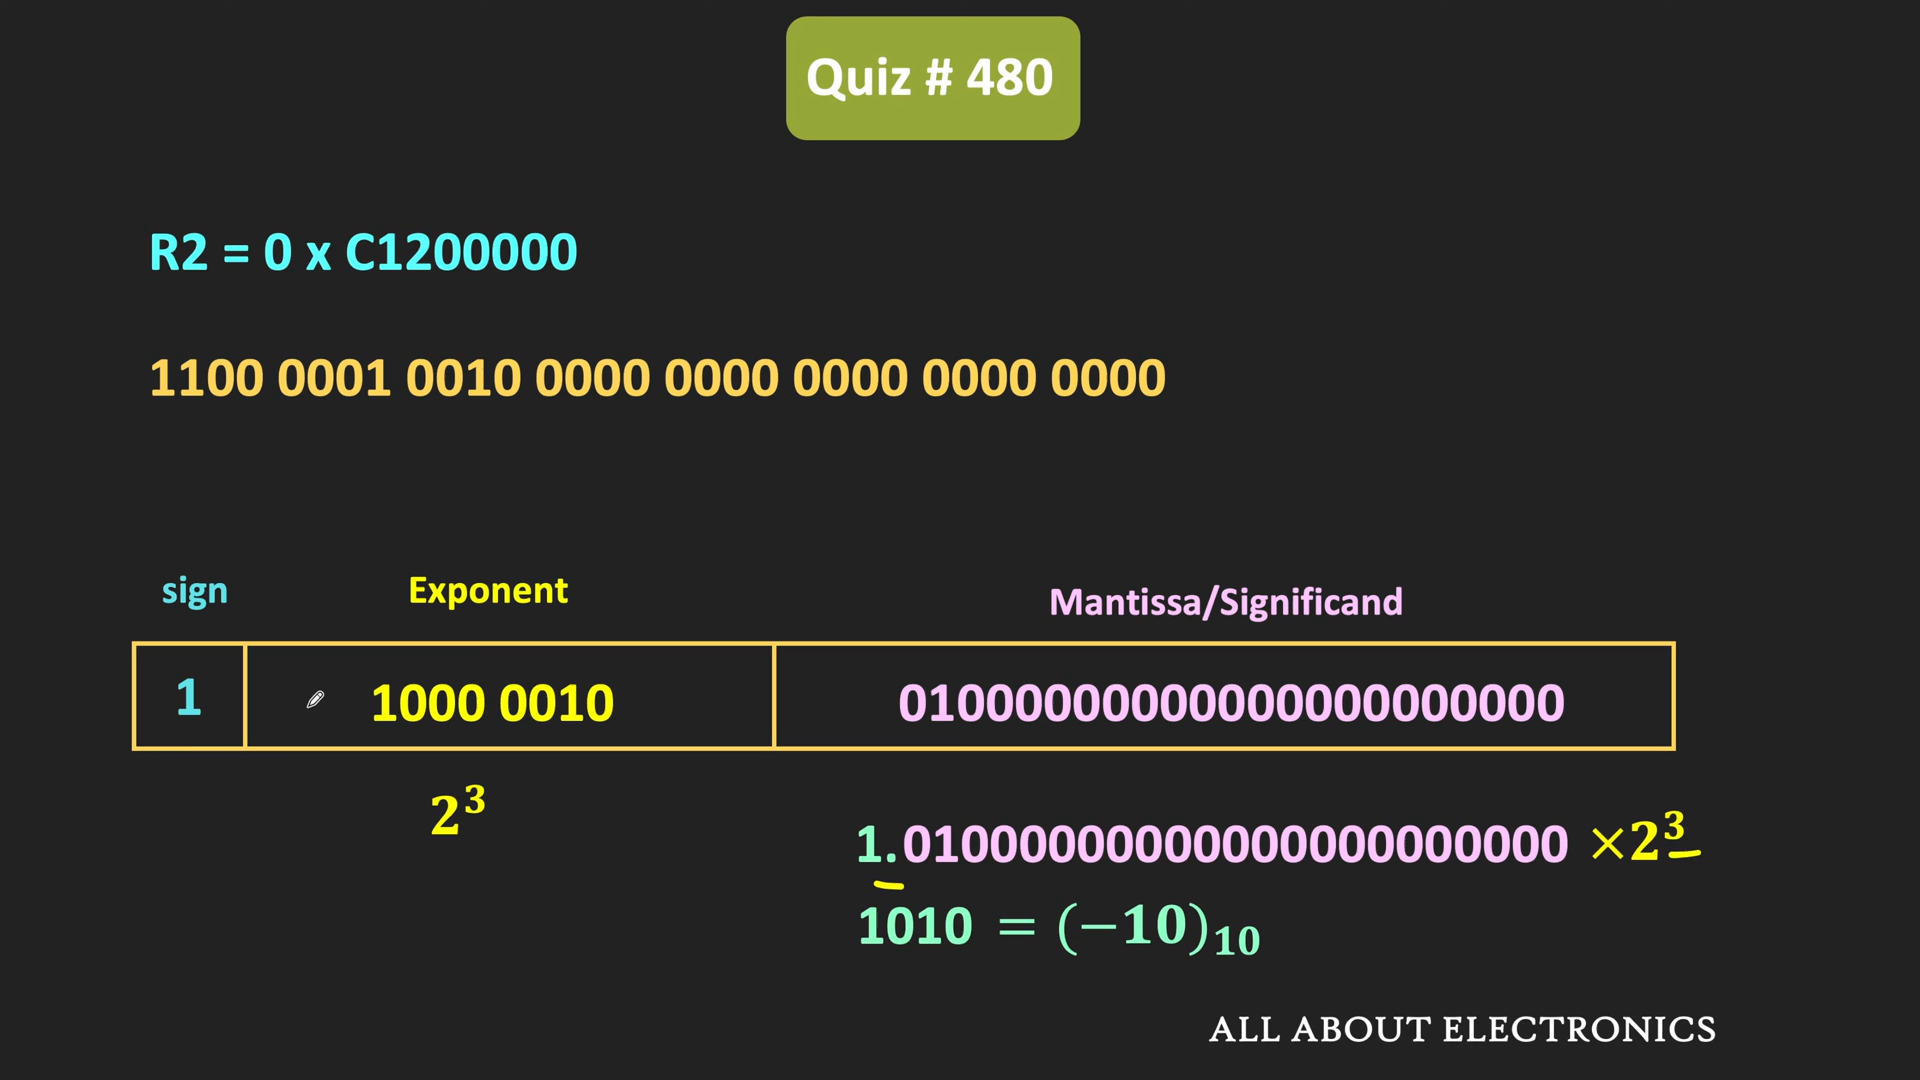 Quiz # 480
R2 = 0 x C1200000
1100 0001 0010 0000 0000 0000 0000 0000
sign Exponent Mantissa/Significand
1 1000 0010 01000000000000000000000
2³
1.01000000000000000000000 ×2³
1010 = (−10)₁₀
ALL ABOUT ELECTRONICS